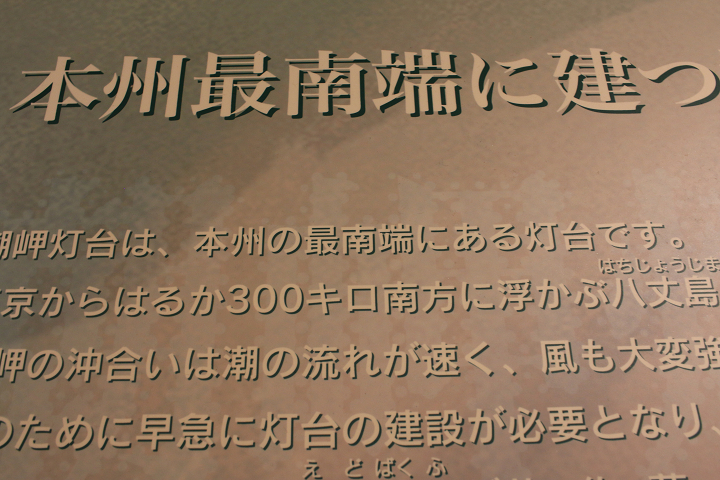 本州最南端に建つ
潮岬灯台は、本州の最南端にある灯台です。
はちじょうじま
京からはるか300キロ南方に浮かぶ八丈島
岬の沖合いは潮の流れが速く、風も大変強
のために早急に灯台の建設が必要となり、
えどばくふ